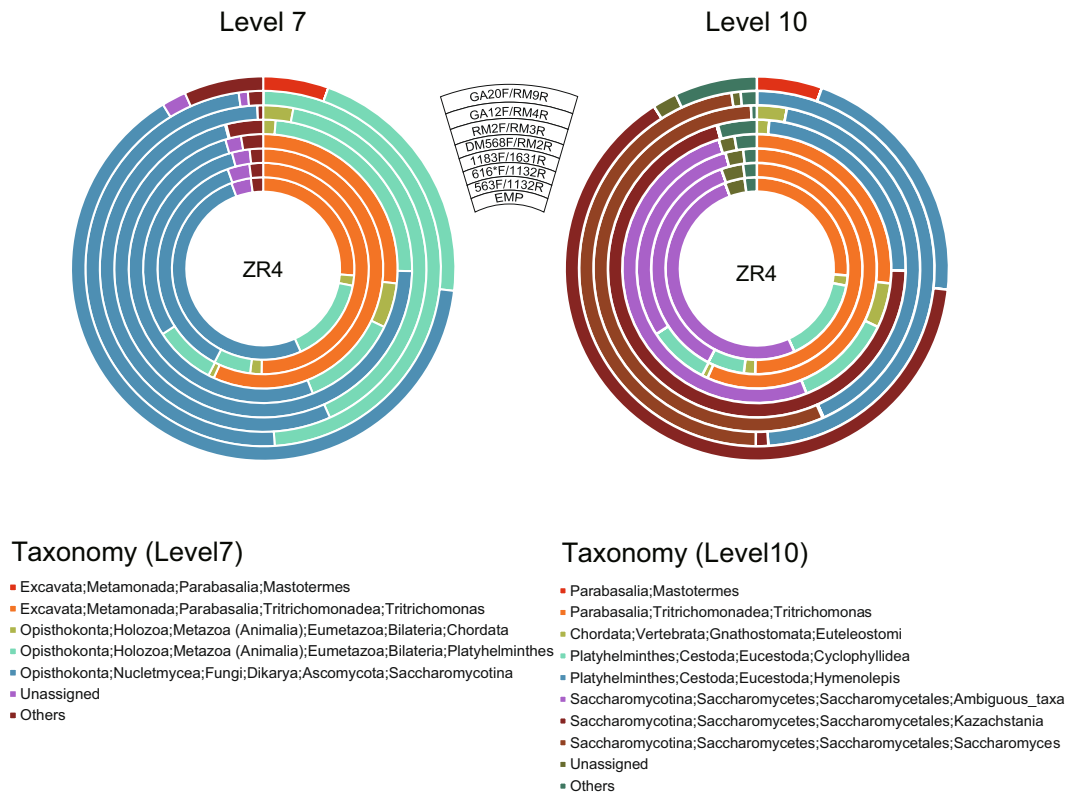 Level 7
Level 10
GA20F/RM9R
GA12F/RM4R
RM2F/RM3R
DM568F/RM2R
1183F/1631R
616*F/1132R
563F/1132R
EMP
ZR4
ZR4
Taxonomy (Level7)
Excavata;Metamonada;Parabasalia;Mastotermes
Excavata;Metamonada;Parabasalia;Tritrichomonadea;Tritrichomonas
Opisthokonta;Holozoa;Metazoa (Animalia);Eumetazoa;Bilateria;Chordata
Opisthokonta;Holozoa;Metazoa (Animalia);Eumetazoa;Bilateria;Platyhelminthes
Opisthokonta;Nucletmycea;Fungi;Dikarya;Ascomycota;Saccharomycotina
Unassigned
Others
Taxonomy (Level10)
Parabasalia;Mastotermes
Parabasalia;Tritrichomonadea;Tritrichomonas
Chordata;Vertebrata;Gnathostomata;Euteleostomi
Platyhelminthes;Cestoda;Eucestoda;Cyclophyllidea
Platyhelminthes;Cestoda;Eucestoda;Hymenolepis
Saccharomycotina;Saccharomycetes;Saccharomycetales;Ambiguous_taxa
Saccharomycotina;Saccharomycetes;Saccharomycetales;Kazachstania
Saccharomycotina;Saccharomycetes;Saccharomycetales;Saccharomyces
Unassigned
Others